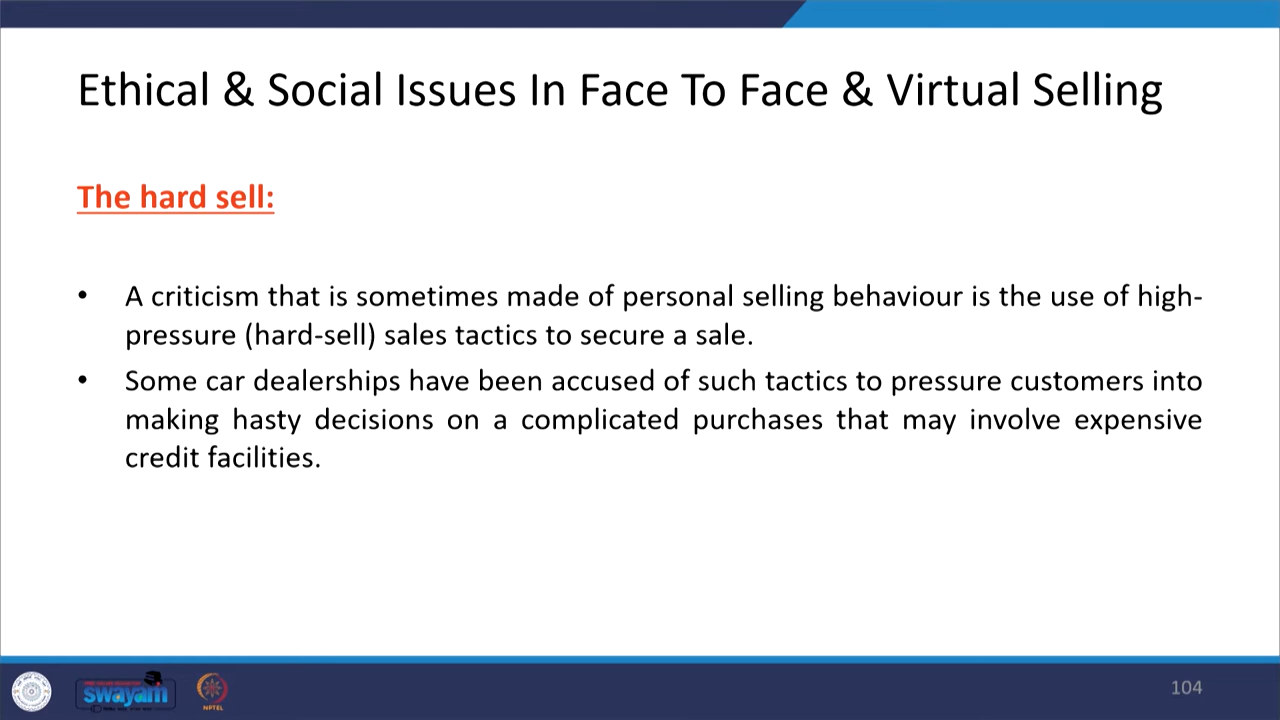 Ethical & Social Issues In Face To Face & Virtual Selling
The hard sell:
• A criticism that is sometimes made of personal selling behaviour is the use of high-
pressure (hard-sell) sales tactics to secure a sale.
• Some car dealerships have been accused of such tactics to pressure customers into
making hasty decisions on a complicated purchases that may involve expensive
credit facilities.
swayam
NPTEL
104